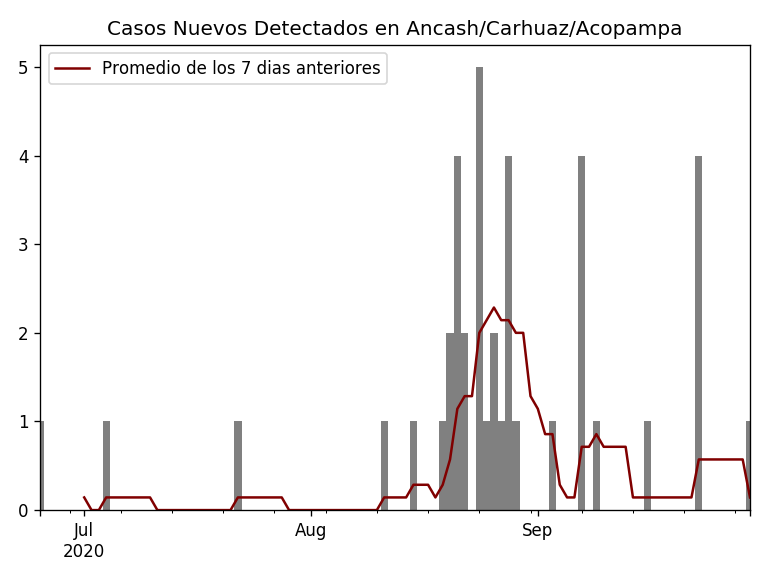 Casos Nuevos Detectados en Ancash/Carhuaz/Acopampa
Promedio de los 7 dias anteriores
5
4
3
2
1
0
Jul
2020
Aug
Sep